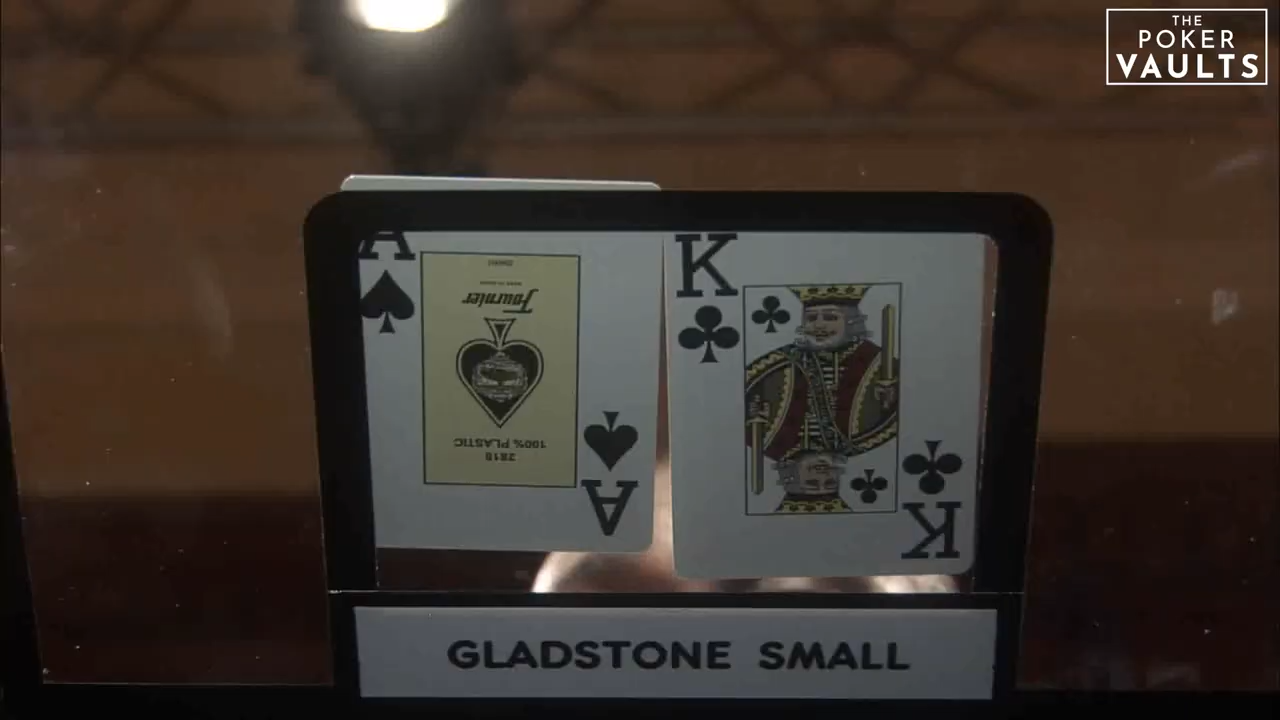 THE
POKER
VAULTS
A
K
Fournier
100% PLASTIC
2818
A
K
GLADSTONE SMALL